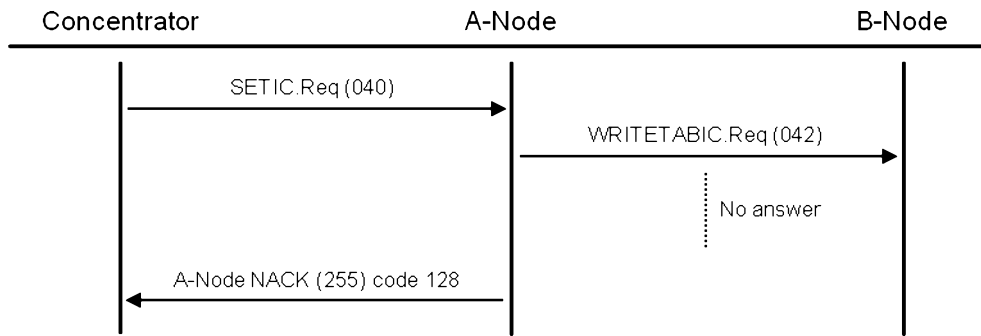 Concentrator A-Node B-Node
SETIC.Req (040)
WRITETABIC.Req (042)
No answer
A-Node NACK (255) code 128